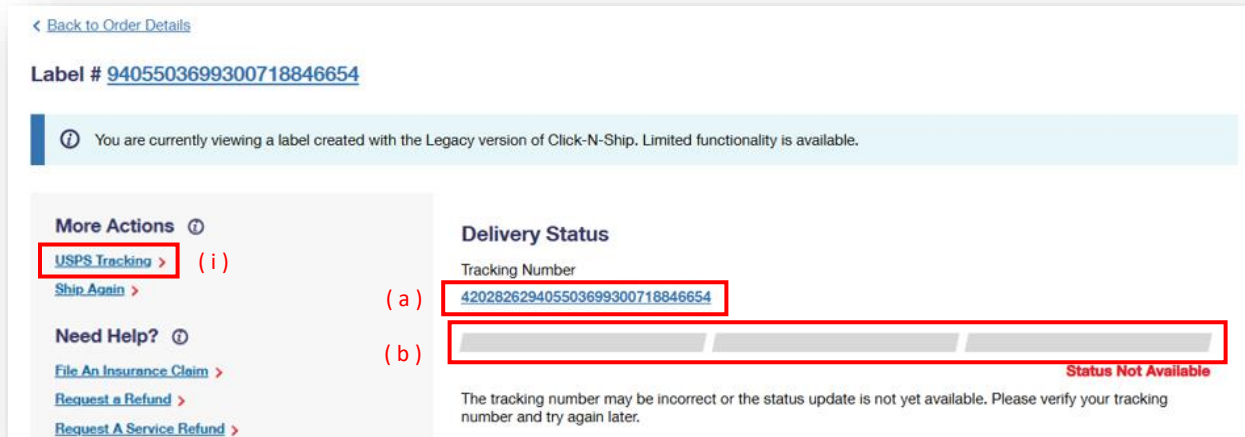 < Back to Order Details
Label # 9405503699300718846654
You are currently viewing a label created with the Legacy version of Click-N-Ship. Limited functionality is available.
More Actions
USPS Tracking >
( i )
Ship Again >
Need Help?
File An Insurance Claim >
Request a Refund >
Request A Service Refund >
Delivery Status
Tracking Number
( a )
420282629405503699300718846654
( b )
Status Not Available
The tracking number may be incorrect or the status update is not yet available. Please verify your tracking
number and try again later.